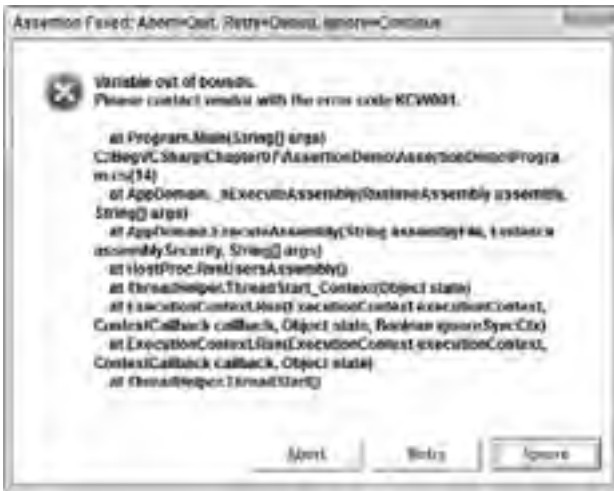 Assertion Failed: Abort=Quit, Retry=Debug, Ignore=Continue
Variable out of bounds.
Please contact vendor with the error code KCW001.
at Program.Main(String[] args)
C:\BegVCSharp\Chapter07\AssertionDemo\AssertionDemo\Progra
m.cs(14)
at AppDomain._nExecuteAssembly(RuntimeAssembly assembly,
String[] args)
at AppDomain.ExecuteAssembly(String assemblyFile, Evidence
assemblySecurity, String[] args)
at HostProc.RunUsersAssembly()
at ThreadHelper.ThreadStart_Context(Object state)
at ExecutionContext.Run(ExecutionContext executionContext,
ContextCallback callback, Object state, Boolean ignoreSyncCtx)
at ExecutionContext.Run(ExecutionContext executionContext,
ContextCallback callback, Object state)
at ThreadHelper.ThreadStart()
Abort Retry Ignore